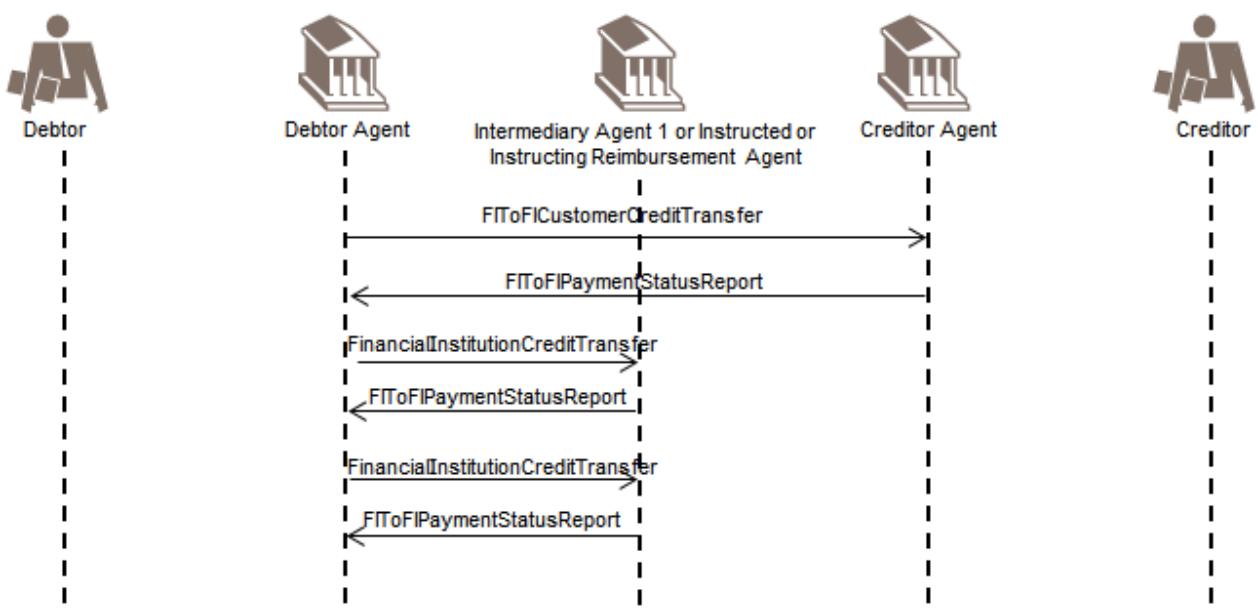 Debtor
Debtor Agent
Intermediary Agent 1 or Instructed or
Instructing Reimbursement Agent
Creditor Agent
Creditor
FIToFICustomerCreditTransfer
FIToFIPaymentStatusReport
FinancialInstitutionCreditTransfer
FIToFIPaymentStatusReport
FinancialInstitutionCreditTransfer
FIToFIPaymentStatusReport